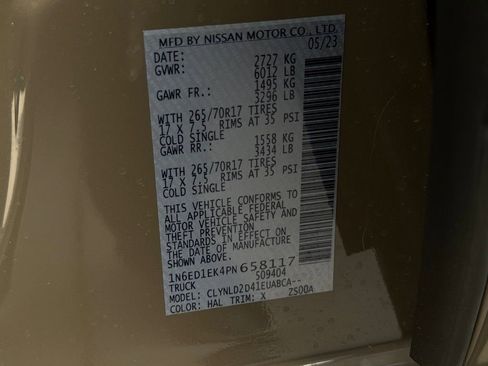 MFD BY NISSAN MOTOR CO., LTD.
DATE: 05/23
GVWR: 2727 KG
6012 LB
GAWR FR.: 1495 KG
3296 LB
WITH 265/70R17 TIRES
17 X 7.5 RIMS AT 35 PSI
COLD SINGLE
GAWR RR.: 1558 KG
3434 LB
WITH 265/70R17 TIRES
17 X 7.5 RIMS AT 35 PSI
COLD SINGLE
THIS VEHICLE CONFORMS TO
ALL APPLICABLE FEDERAL
MOTOR VEHICLE SAFETY AND
THEFT PREVENTION
STANDARDS IN EFFECT ON
THE DATE OF MANUFACTURE
SHOWN ABOVE.
1N6ED1EK4PN658117
TRUCK S09404
MODEL: CLYNLD2D41EUABCA--
COLOR: HAL TRIM: X ZS00A